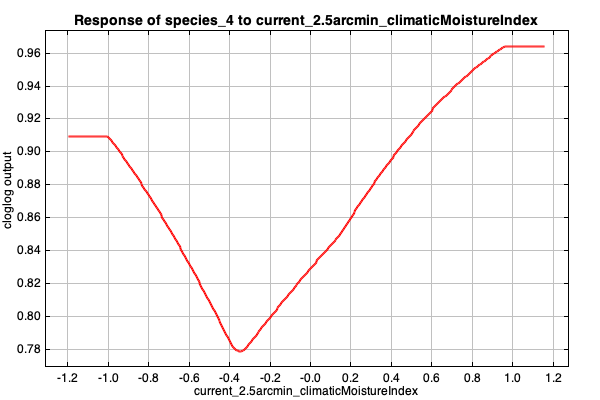 Response of species_4 to current_2.5arcmin_climaticMoistureIndex
cloglog output
0.96
0.94
0.92
0.90
0.88
0.86
0.84
0.82
0.80
0.78
-1.2 -1.0 -0.8 -0.6 -0.4 -0.2 -0.0 0.2 0.4 0.6 0.8 1.0 1.2
current_2.5arcmin_climaticMoistureIndex